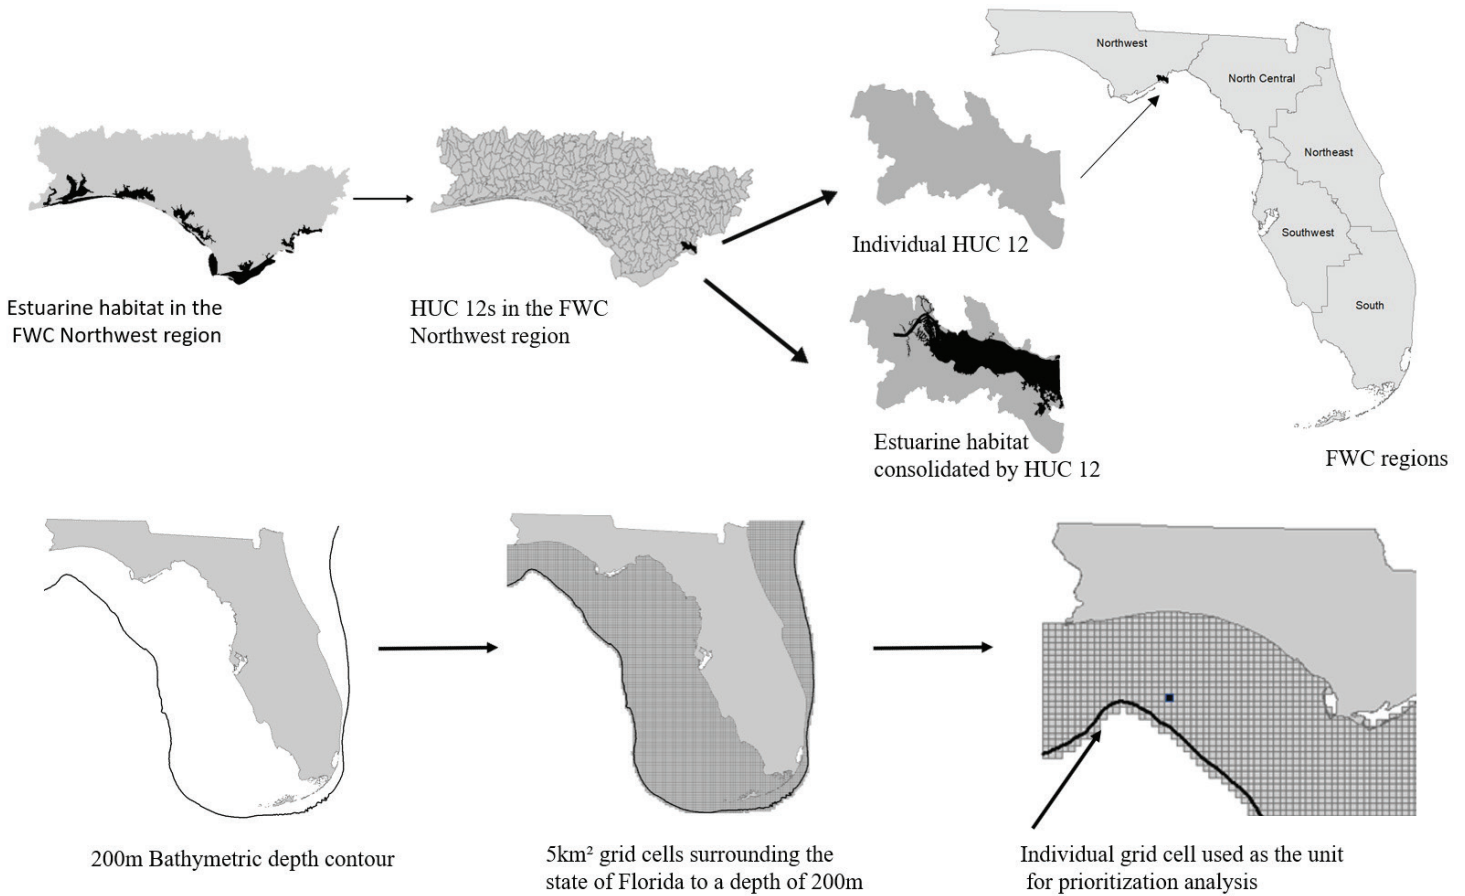 Northwest
North Central
Northeast
Southwest
South
FWC regions
Estuarine habitat in the
FWC Northwest region
HUC 12s in the FWC
Northwest region
Individual HUC 12
Estuarine habitat
consolidated by HUC 12
200m Bathymetric depth contour
5km² grid cells surrounding the
state of Florida to a depth of 200m
Individual grid cell used as the unit
for prioritization analysis